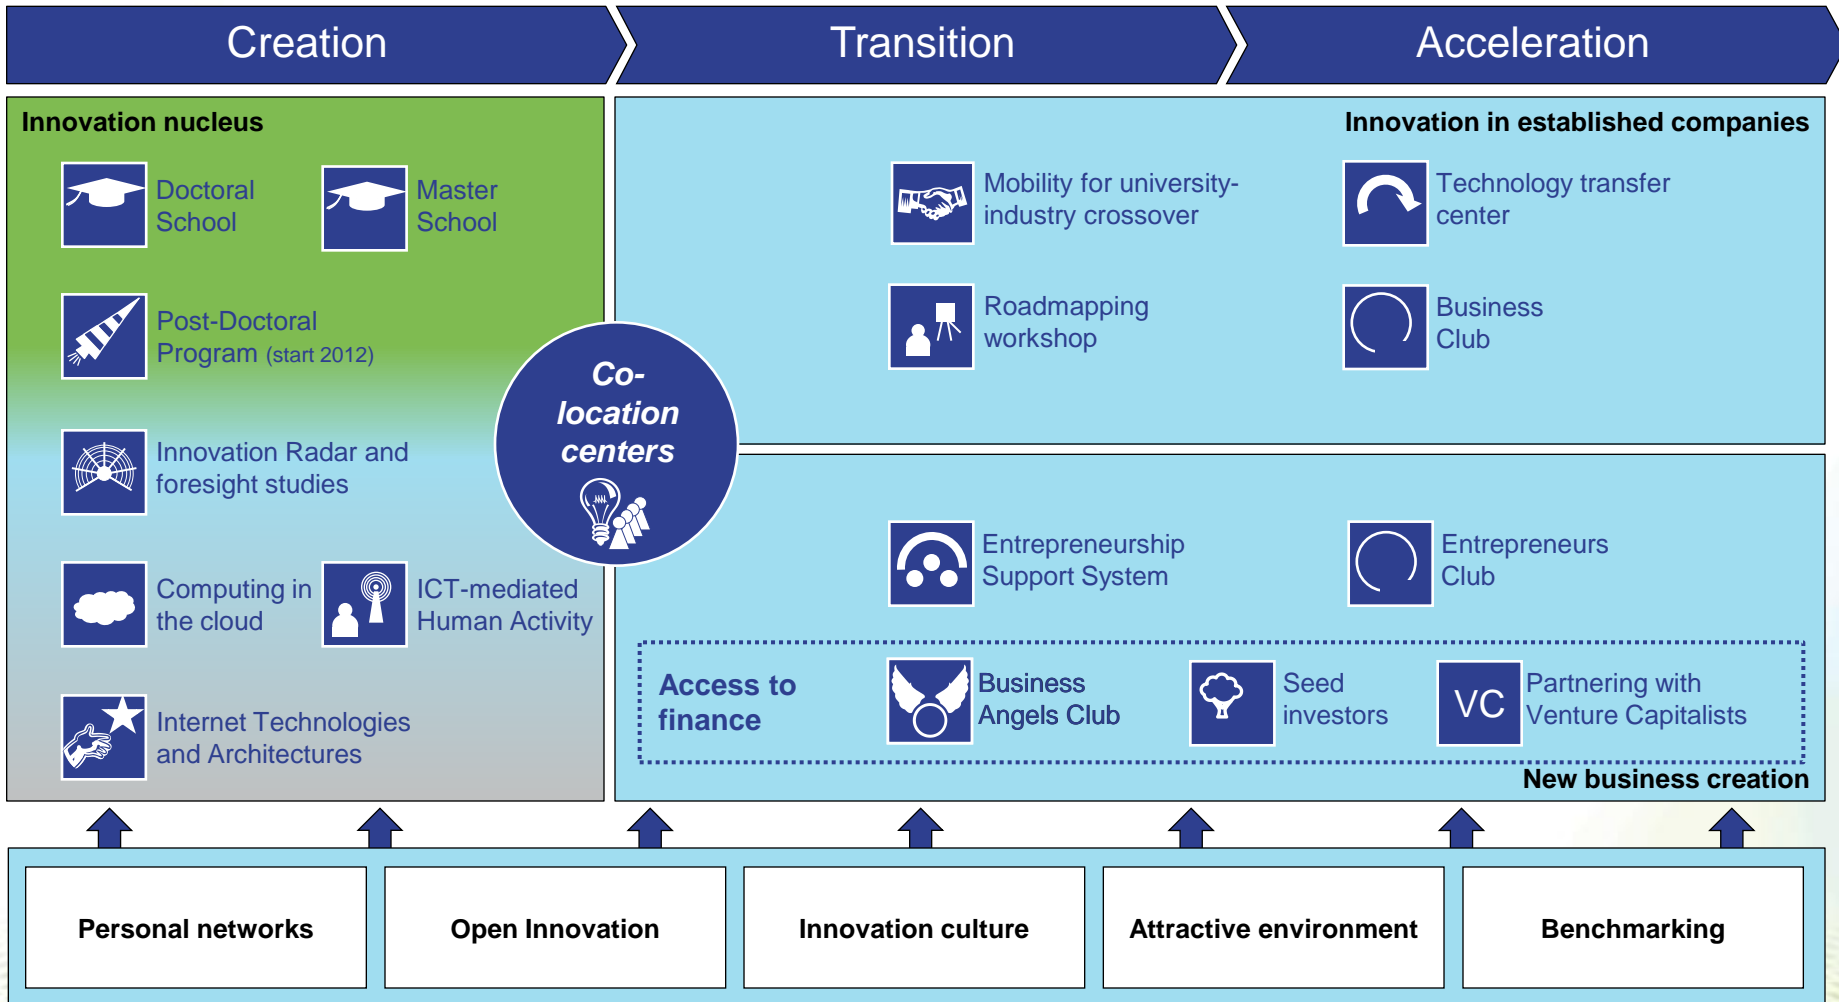 Creation
Transition
Acceleration
Innovation nucleus
Doctoral
School
Master
School
Post-Doctoral
Program (start 2012)
Innovation Radar and
foresight studies
Computing in
the cloud
ICT-mediated
Human Activity
Internet Technologies
and Architectures
Co-
location
centers
Innovation in established companies
Mobility for university-
industry crossover
Technology transfer
center
Roadmapping
workshop
Business
Club
Entrepreneurship
Support System
Entrepreneurs
Club
Access to
finance
Business
Angels Club
Seed
investors
VC
Partnering with
Venture Capitalists
New business creation
Personal networks
Open Innovation
Innovation culture
Attractive environment
Benchmarking